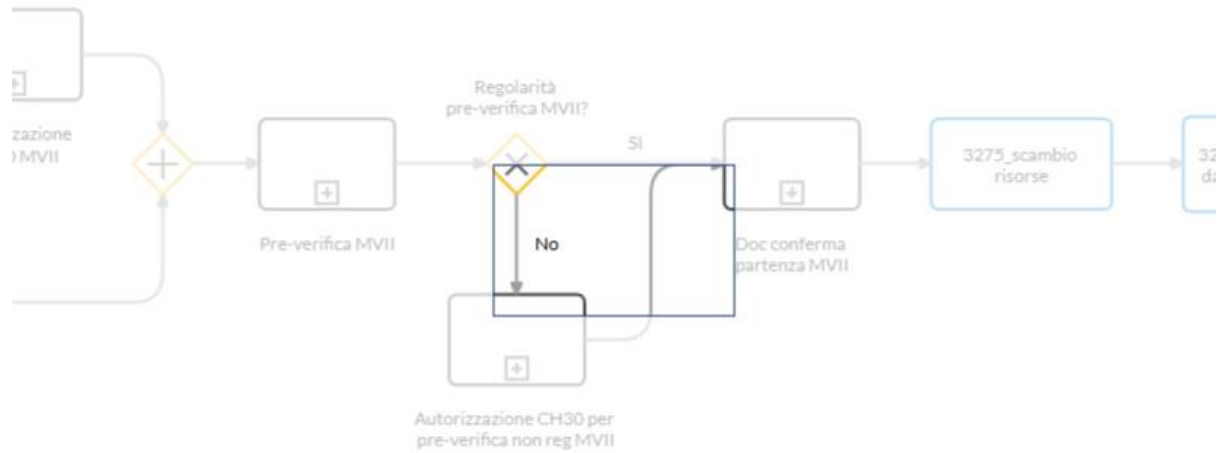 zazione
MVII
Pre-verifica MVII
Regolarità
pre-verifica MVII?
Si
No
Autorizzazione CH30 per
pre-verifica non reg MVII
Doc conferma
partenza MVII
3275_scambio
risorse